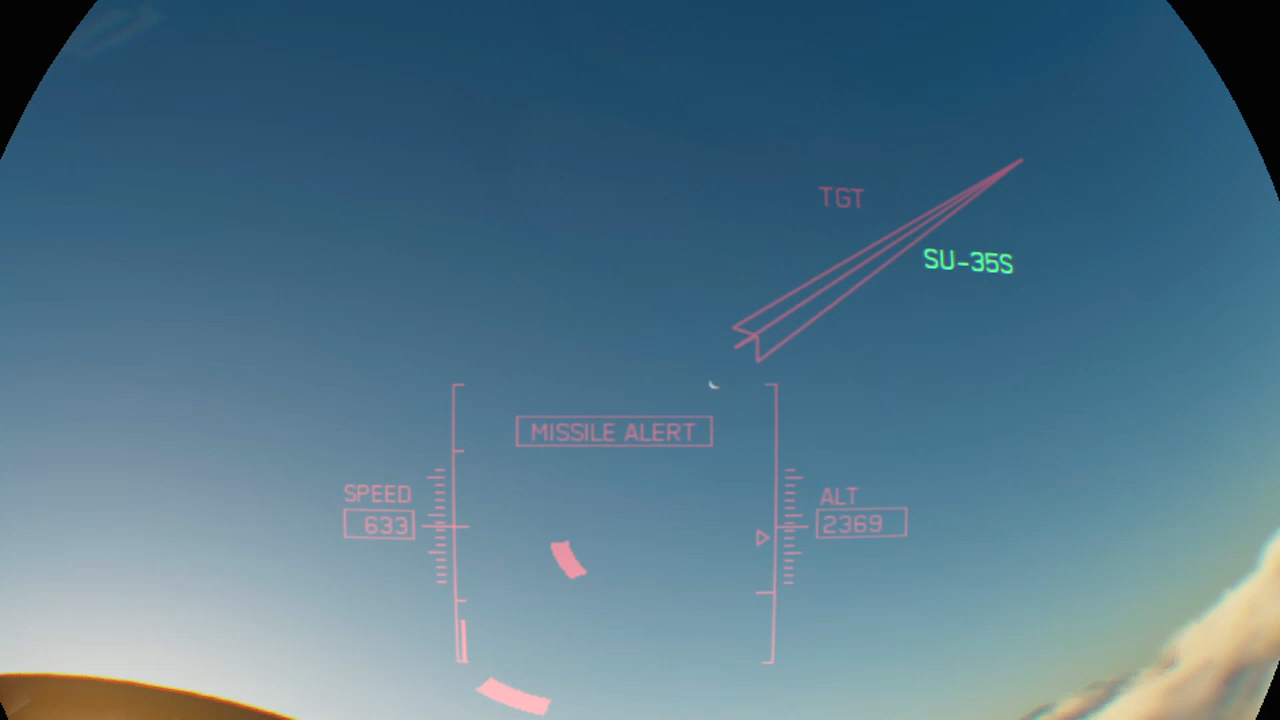 TGT
SU-35S
MISSILE ALERT
SPEED
633
ALT
2369